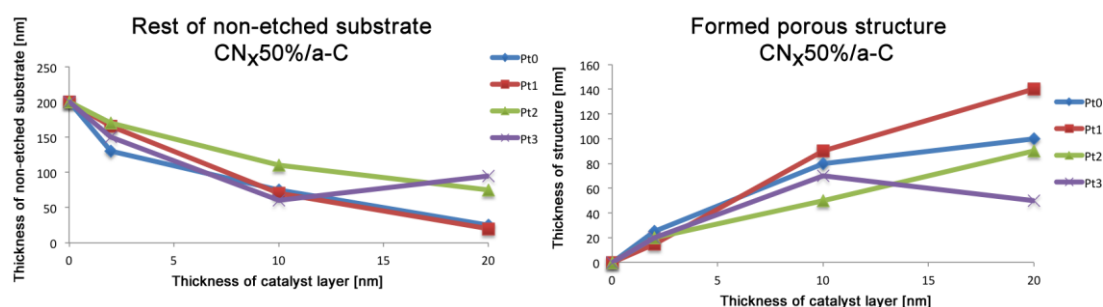 Rest of non-etched substrate
CNx50%/a-C
Thickness of non-etched substrate [nm]
250
200
150
100
50
0
0
5
10
15
20
Thickness of catalyst layer [nm]
Pt0
Pt1
Pt2
Pt3
Formed porous structure
CNx50%/a-C
Thickness of structure [nm]
160
140
120
100
80
60
40
20
0
0
5
10
15
20
Thickness of catalyst layer [nm]
Pt0
Pt1
Pt2
Pt3